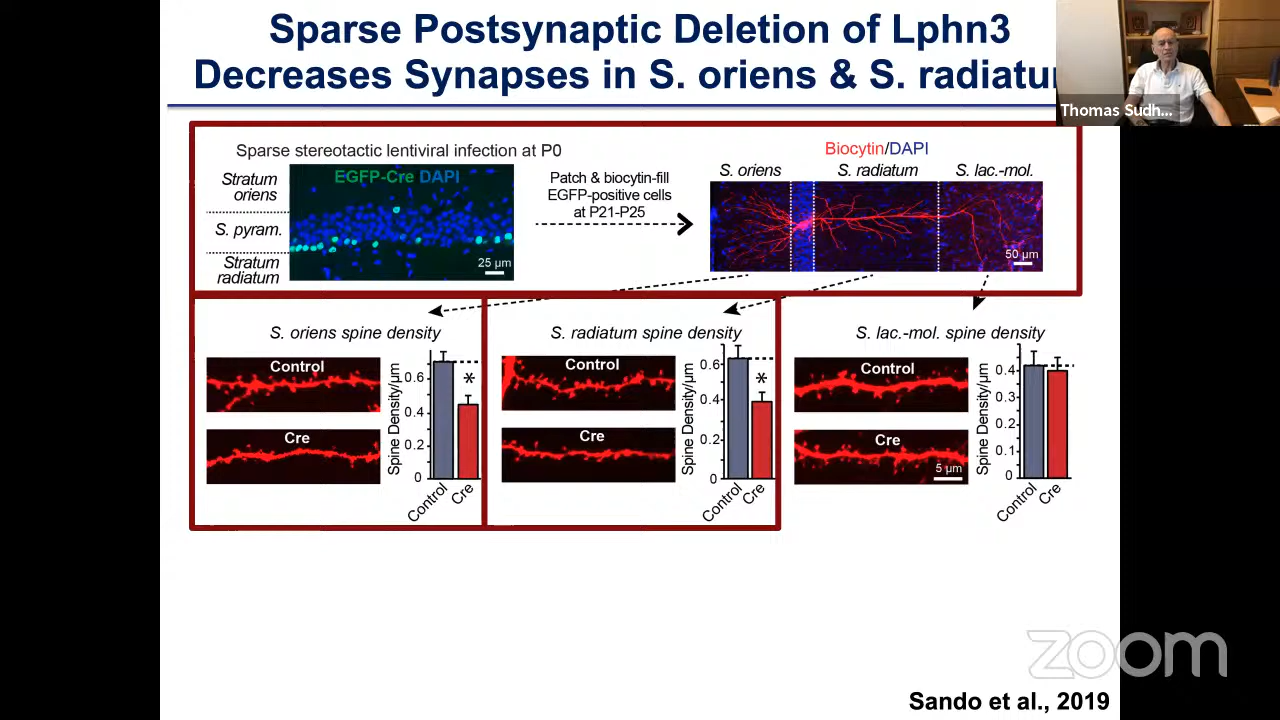 Sparse Postsynaptic Deletion of Lphn3
Decreases Synapses in S. oriens & S. radiatu
Thomas Sudh...
Sparse stereotactic lentiviral infection at P0
Stratum
oriens
S. pyram.
Stratum
radiatum
EGFP-Cre DAPI
25 µm
Patch & biocytin-fill
EGFP-positive cells
at P21-P25
Biocytin/DAPI
S. oriens
S. radiatum
S. lac.-mol.
50 µm
S. oriens spine density
Control
Cre
Spine Density/µm
0.6
0.4
0.2
0
*
Control
Cre
S. radiatum spine density
Control
Cre
Spine Density/µm
0.6
0.4
0.2
0
*
Control
Cre
S. lac.-mol. spine density
Control
Cre
5 µm
Spine Density/µm
0.4
0.3
0.2
0.1
0
Control
Cre
zoom
Sando et al., 2019